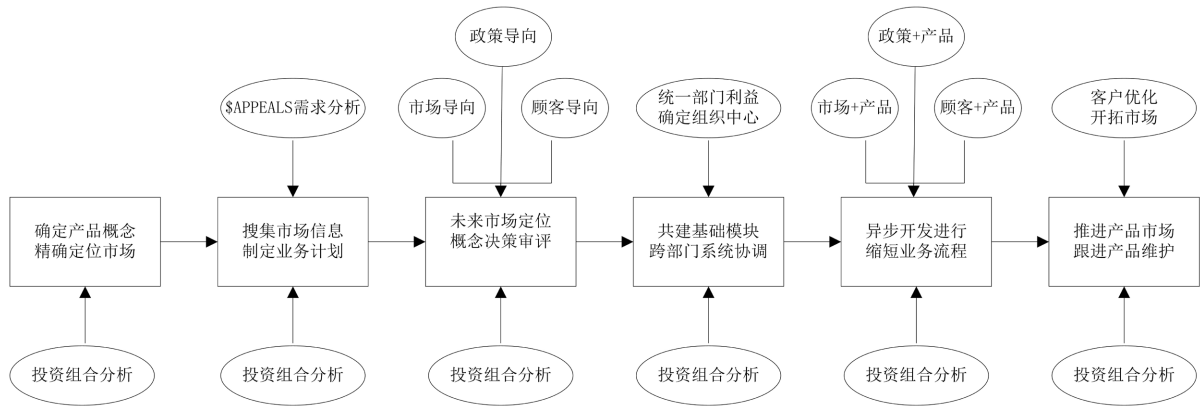 政策导向
政策+产品
$APPEALS需求分析
市场导向
顾客导向
统一部门利益
确定组织中心
市场+产品
顾客+产品
客户优化
开拓市场
确定产品概念
精确定位市场
搜集市场信息
制定业务计划
未来市场定位
概念决策审评
共建基础模块
跨部门系统协调
异步开发进行
缩短业务流程
推进产品市场
跟进产品维护
投资组合分析
投资组合分析
投资组合分析
投资组合分析
投资组合分析
投资组合分析